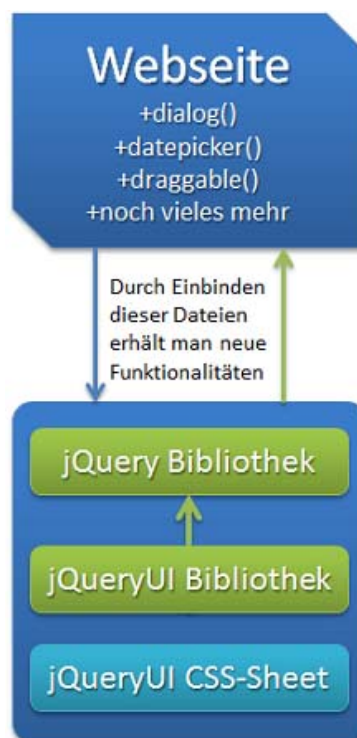 Webseite
+dialog()
+datepicker()
+draggable()
+noch vieles mehr
Durch Einbinden
dieser Dateien
erhält man neue
Funktionalitäten
jQuery Bibliothek
jQueryUI Bibliothek
jQueryUI CSS-Sheet